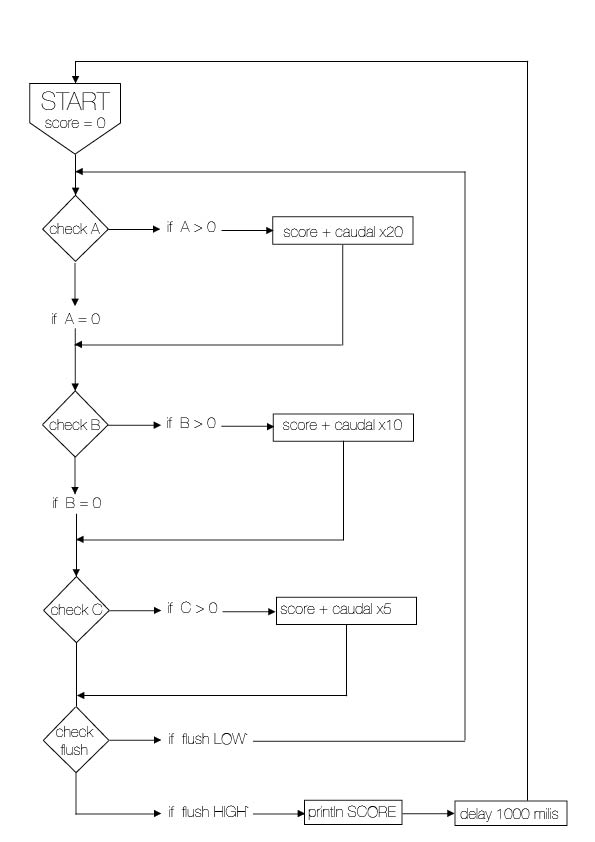 START
score = 0
check A
if A > 0
score + caudal x20
if A = 0
check B
if B > 0
score + caudal x10
if B = 0
check C
if C > 0
score + caudal x5
check
flush
if flush LOW`
if flush HIGH`
println SCORE
delay 1000 milis